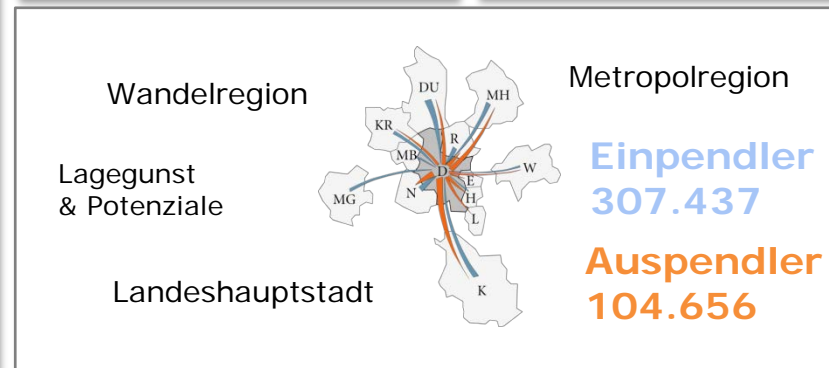 Wandelregion
Metropolregion
DU
MH
KR
R
MB
D
W
E
N
H
MG
L
K
Lagegunst
& Potenziale
Landeshauptstadt
Einpendler
307.437
Auspendler
104.656